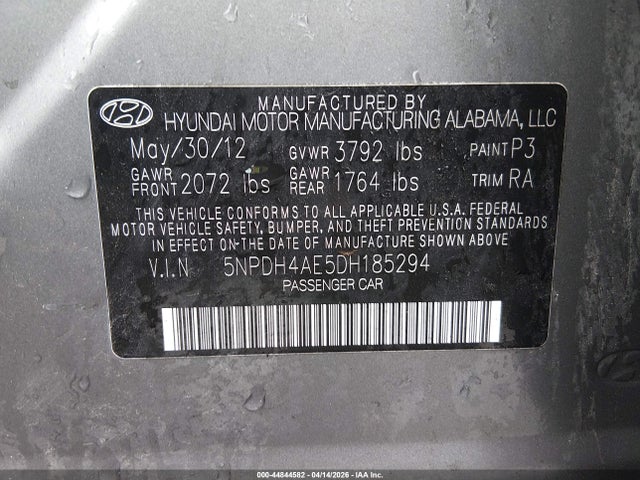 MANUFACTURED BY
HYUNDAI MOTOR MANUFACTURING ALABAMA, LLC
May/30/12 GVWR 3792 lbs PAINT P3
GAWR FRONT 2072 lbs GAWR REAR 1764 lbs TRIM RA
THIS VEHICLE CONFORMS TO ALL APPLICABLE U.S.A. FEDERAL
MOTOR VEHICLE SAFETY, BUMPER, AND THEFT PREVENTION STANDARDS
IN EFFECT ON THE DATE OF MANUFACTURE SHOWN ABOVE
V.I.N 5NPDH4AE5DH185294
PASSENGER CAR
000-44844582 - 04/14/2026 - IAA, Inc.